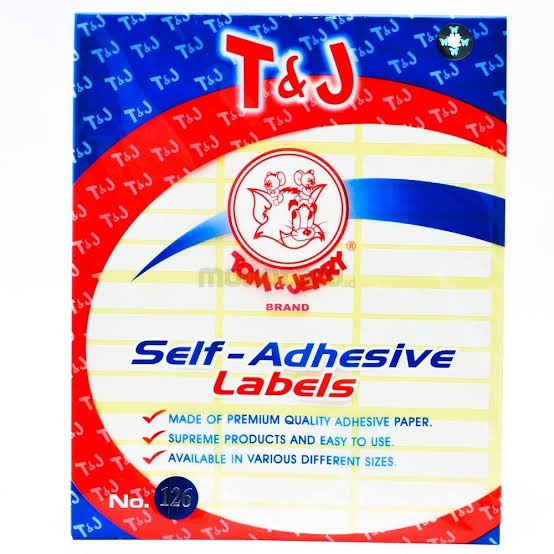 T&J
TOM & JERRY ®
BRAND
Self-Adhesive
Labels
MADE OF PREMIUM QUALITY ADHESIVE PAPER.
SUPREME PRODUCTS AND EASY TO USE.
AVAILABLE IN VARIOUS DIFFERENT SIZES.
No. 126
T&J